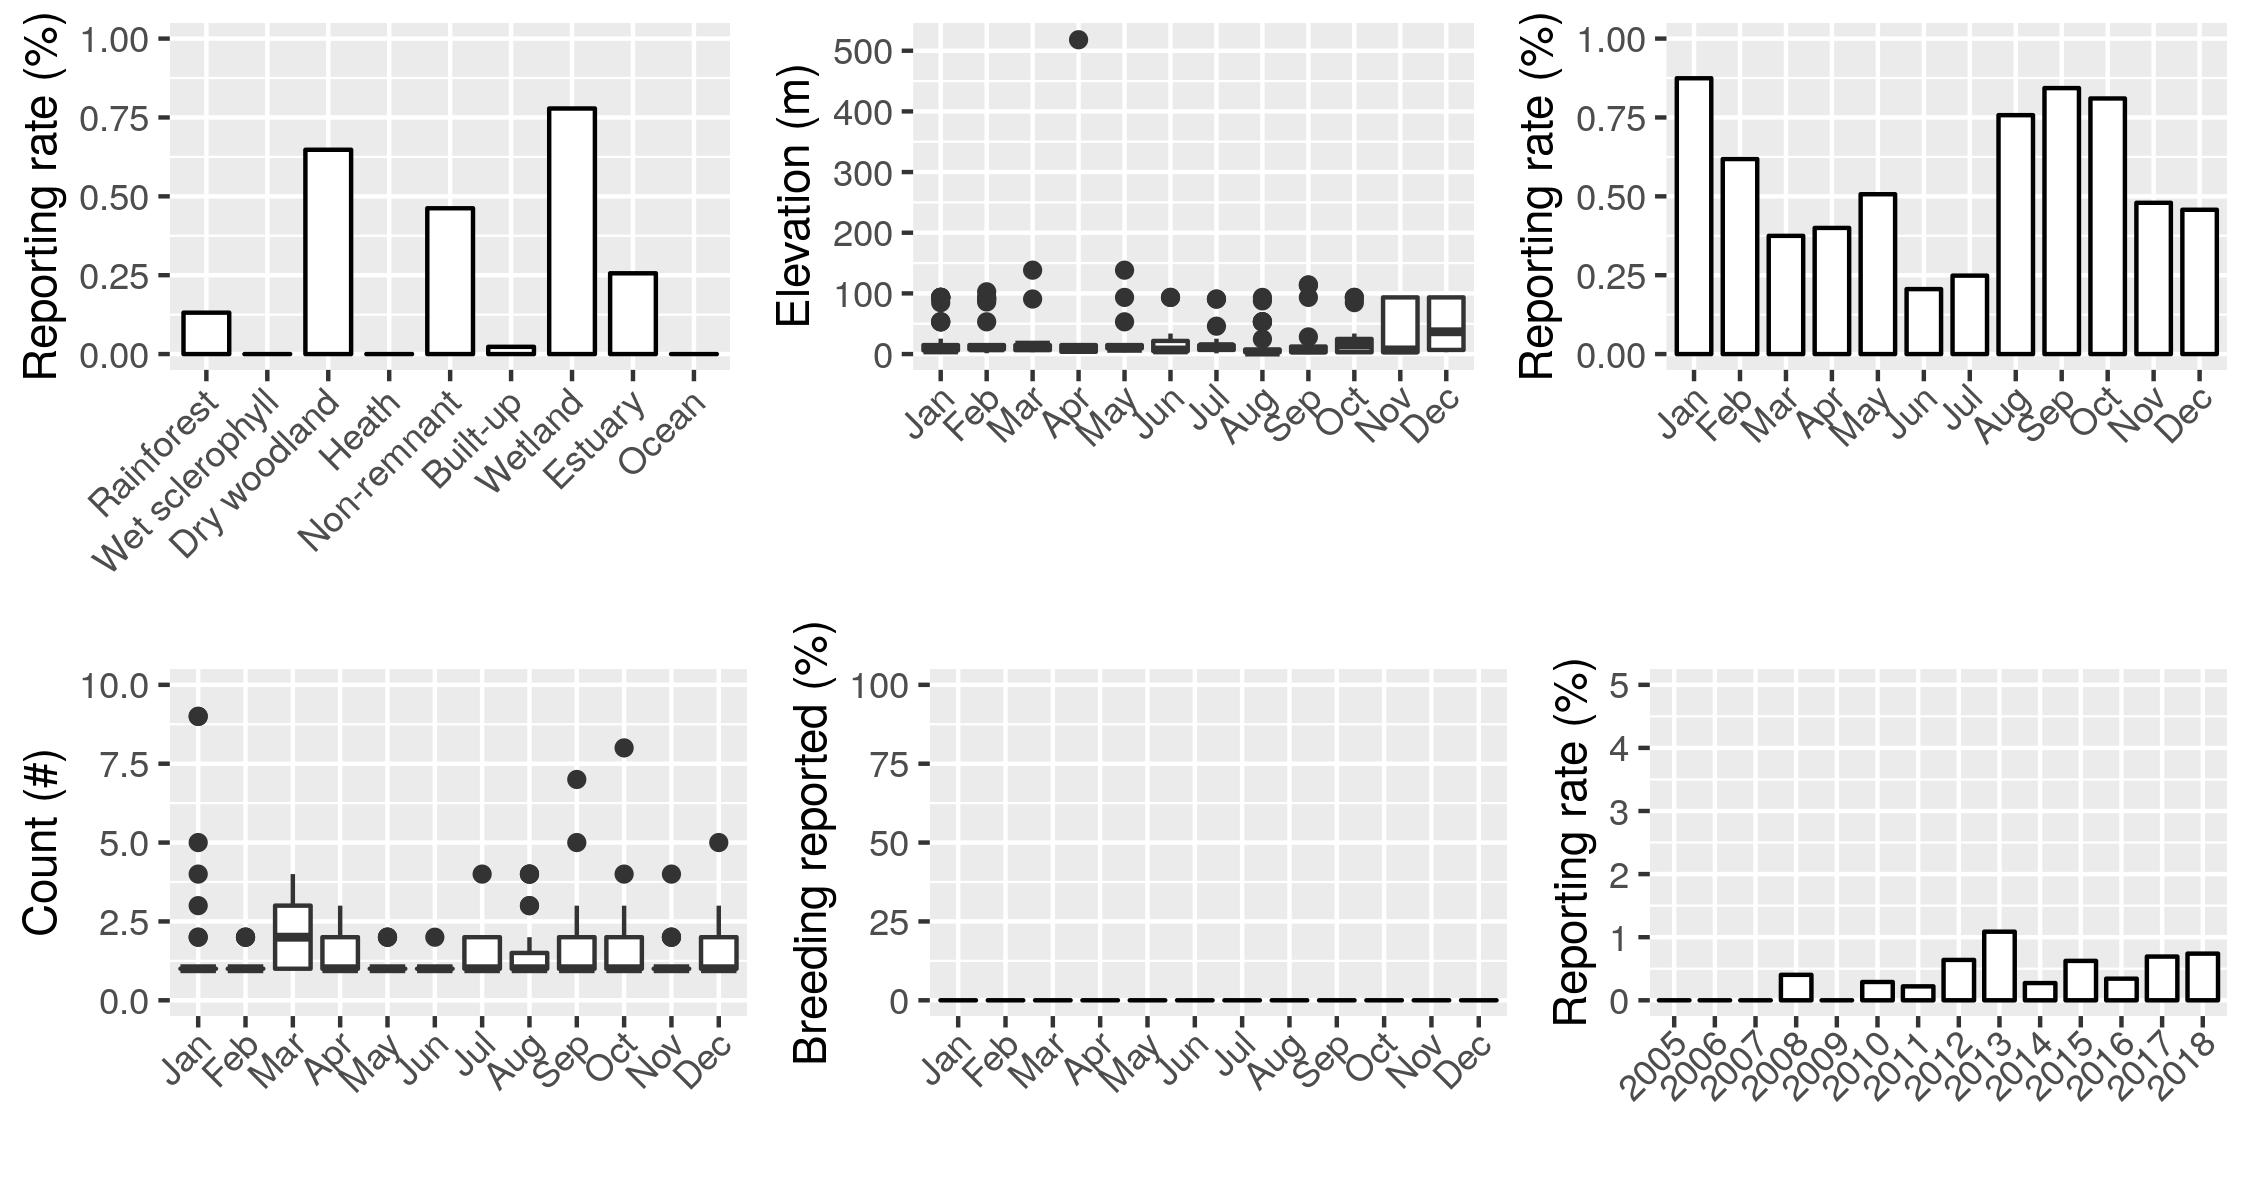 Reporting rate (%)
1.00
0.75
0.50
0.25
0.00
Rainforest
Wet sclerophyll
Dry woodland
Heath
Non-remnant
Built-up
Wetland
Estuary
Ocean
Elevation (m)
500
400
300
200
100
0
Jan
Feb
Mar
Apr
May
Jun
Jul
Aug
Sep
Oct
Nov
Dec
Reporting rate (%)
1.00
0.75
0.50
0.25
0.00
Jan
Feb
Mar
Apr
May
Jun
Jul
Aug
Sep
Oct
Nov
Dec
Count (#)
10.0
7.5
5.0
2.5
0.0
Jan
Feb
Mar
Apr
May
Jun
Jul
Aug
Sep
Oct
Nov
Dec
Breeding reported (%)
100
75
50
25
0
Jan
Feb
Mar
Apr
May
Jun
Jul
Aug
Sep
Oct
Nov
Dec
Reporting rate (%)
5
4
3
2
1
0
2005
2006
2007
2008
2009
2010
2011
2012
2013
2014
2015
2016
2017
2018